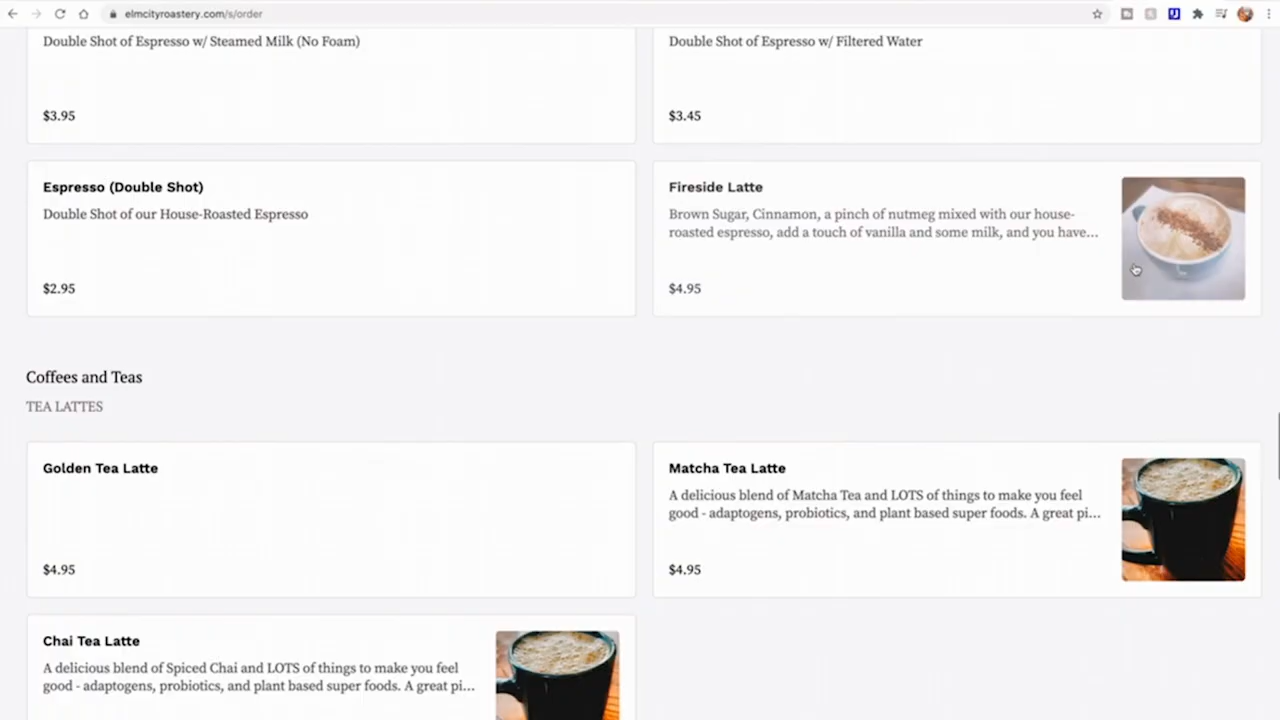 elmcityroastery.com/s/order
Double Shot of Espresso w/ Steamed Milk (No Foam)
$3.95
Double Shot of Espresso w/ Filtered Water
$3.45
Espresso (Double Shot)
Double Shot of our House-Roasted Espresso
$2.95
Fireside Latte
Brown Sugar, Cinnamon, a pinch of nutmeg mixed with our house-
roasted espresso, add a touch of vanilla and some milk, and you have...
$4.95
Coffees and Teas
TEA LATTES
Golden Tea Latte
$4.95
Matcha Tea Latte
A delicious blend of Matcha Tea and LOTS of things to make you feel
good - adaptogens, probiotics, and plant based super foods. A great pi...
$4.95
Chai Tea Latte
A delicious blend of Spiced Chai and LOTS of things to make you feel
good - adaptogens, probiotics, and plant based super foods. A great pi...